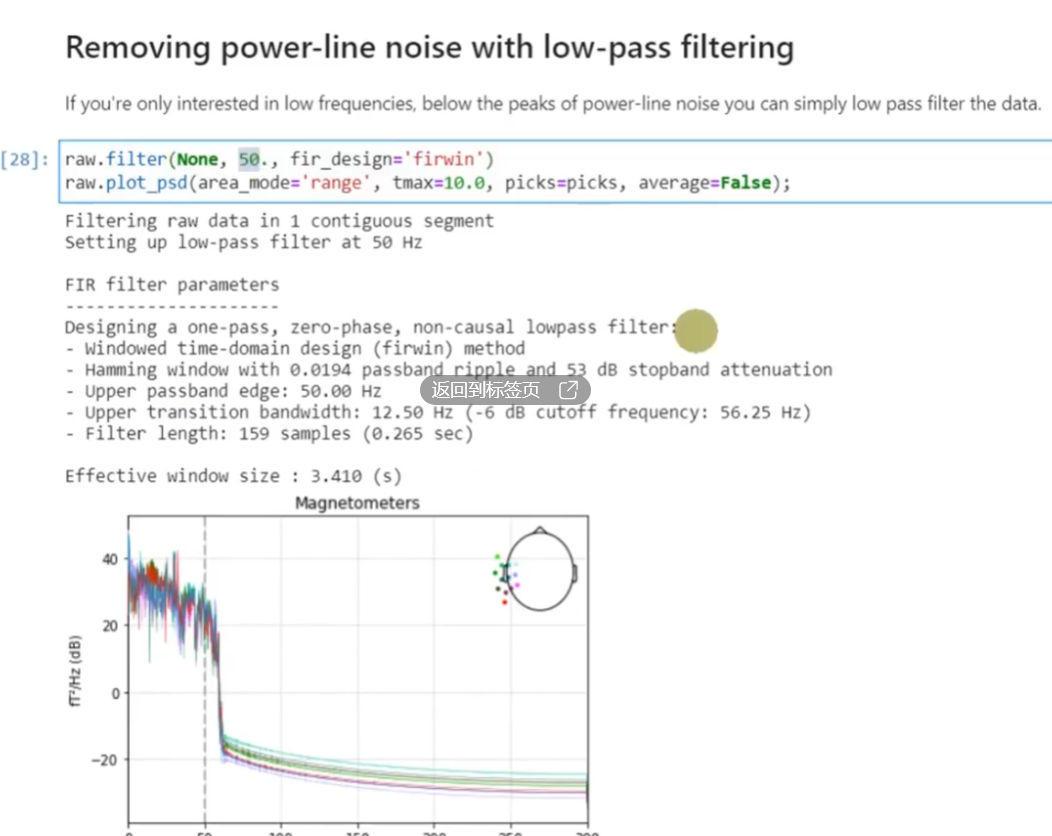 Removing power-line noise with low-pass filtering
If you're only interested in low frequencies, below the peaks of power-line noise you can simply low pass filter the data.
[28]: raw.filter(None, 50., fir_design='firwin')
raw.plot_psd(area_mode='range', tmax=10.0, picks=picks, average=False);
Filtering raw data in 1 contiguous segment
Setting up low-pass filter at 50 Hz
FIR filter parameters
---------------------
Designing a one-pass, zero-phase, non-causal lowpass filter:
- Windowed time-domain design (firwin) method
- Hamming window with 0.0194 passband ripple and 53 dB stopband attenuation
返回到标签页
- Upper passband edge: 50.00 Hz
- Upper transition bandwidth: 12.50 Hz (-6 dB cutoff frequency: 56.25 Hz)
- Filter length: 159 samples (0.265 sec)
Effective window size : 3.410 (s)
Magnetometers
40
20
0
−20
fT²/Hz (dB)